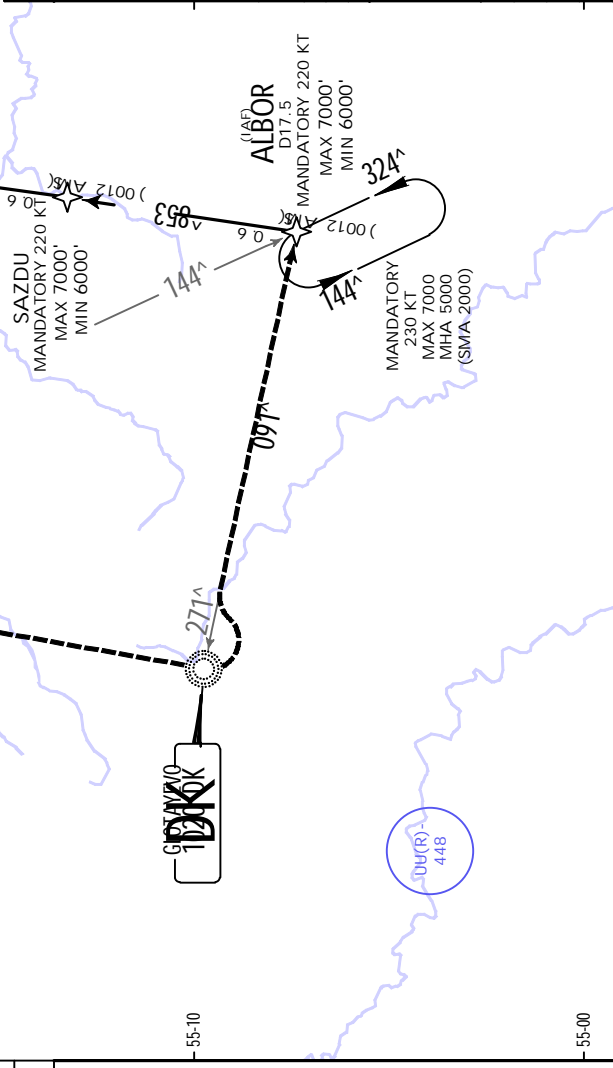 SAZDU
MANDATORY 220 KT
MAX 7000'
MIN 6000'
(IAF)
ALBOR
D17.5
MANDATORY 220 KT
MAX 7000'
MIN 6000'
324^
144^
144^
MANDATORY
230 KT
MAX 7000
MHA 5000
(SMA 2000)
091^
271^
DK
UU(R)-
448
55-10
55-00